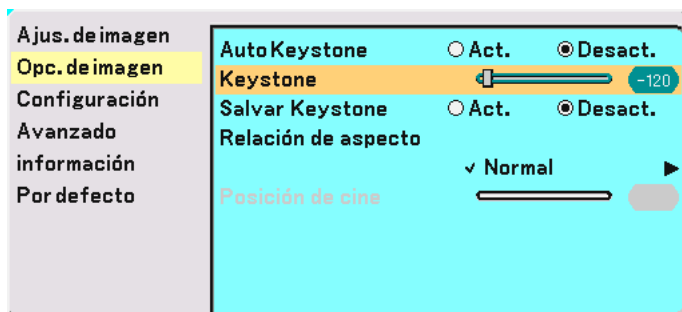 Ajus. de imagen
Opc. de imagen
Configuración
Avanzado
información
Por defecto
Auto Keystone Act. Desact.
Keystone -120
Salvar Keystone Act. Desact.
Relación de aspecto
✓ Normal ▶
Posición de cine